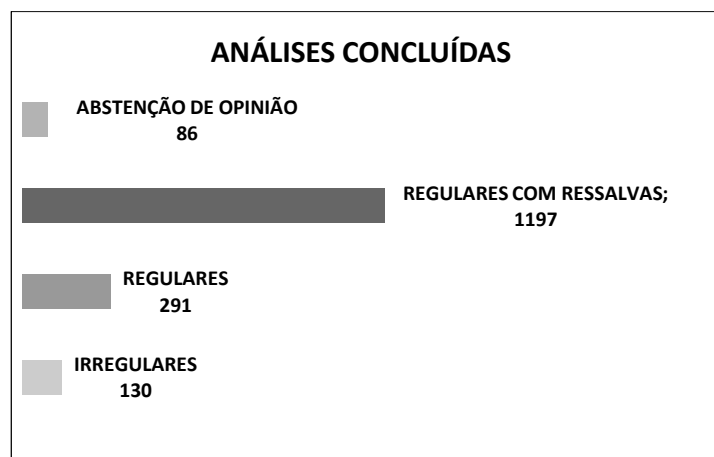 ANÁLISES CONCLUÍDAS
ABSTENÇÃO DE OPINIÃO
86
REGULARES COM RESSALVAS;
1197
REGULARES
291
IRREGULARES
130